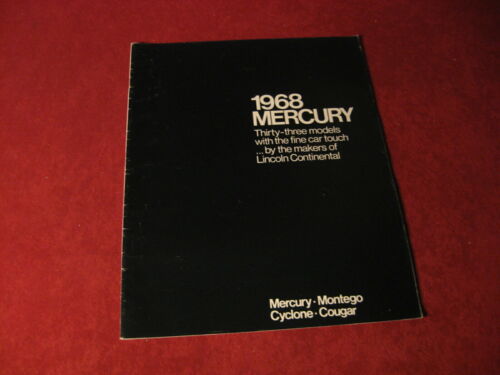 1968
MERCURY
Thirty-three models
with the fine car touch
...by the makers of
Lincoln Continental
Mercury · Montego
Cyclone · Cougar